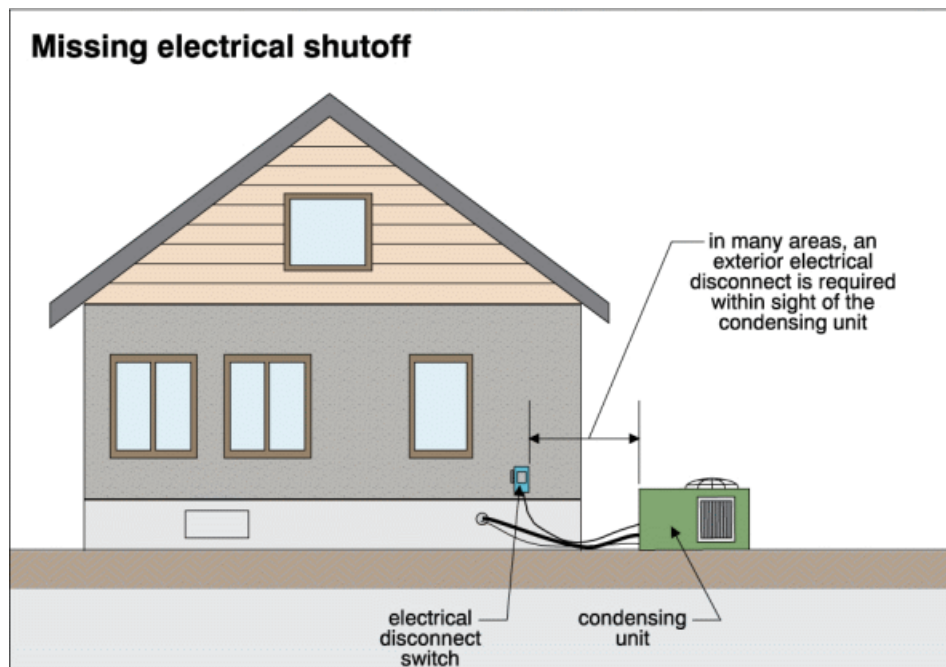 Missing electrical shutoff
in many areas, an
exterior electrical
disconnect is required
within sight of the
condensing unit
electrical
disconnect
switch
condensing
unit